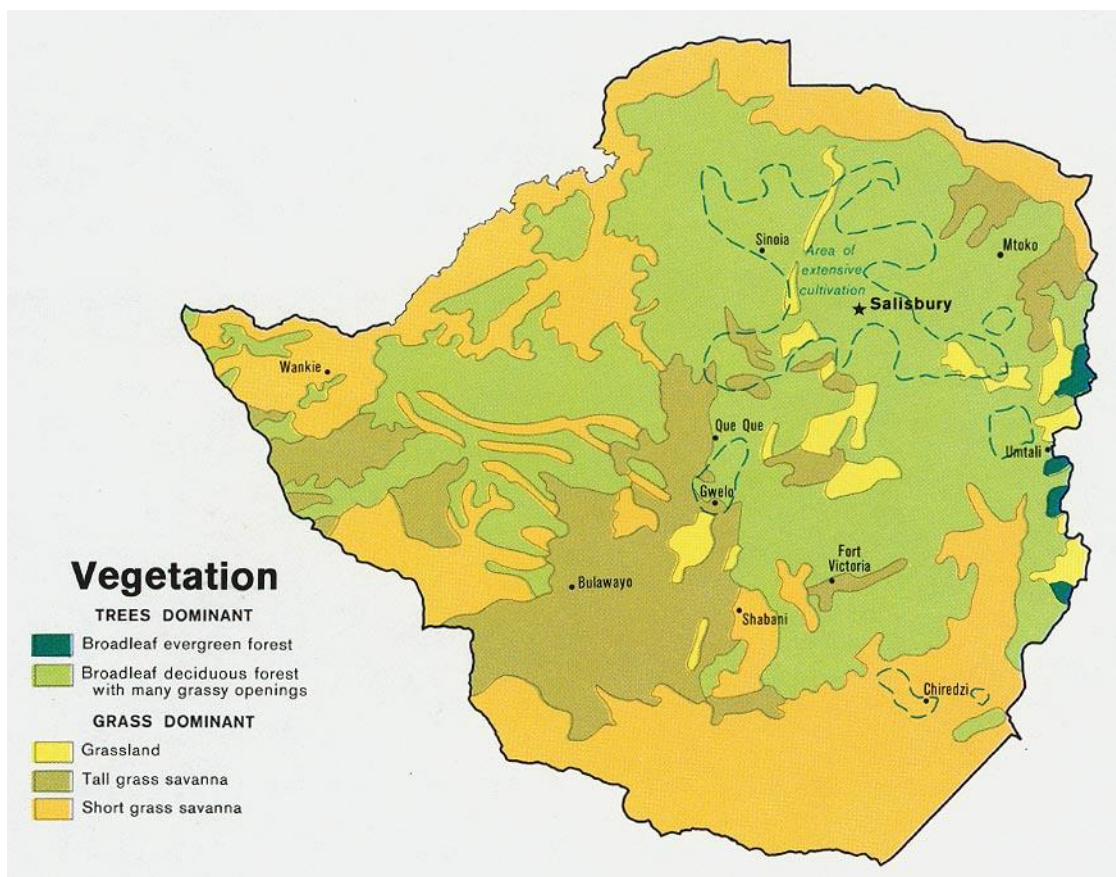 Sinoia
Mtoko
Area of
extensive
cultivation
Salisbury
Wankie
Que Que
Umtali
Gwelo
Fort
Victoria
Bulawayo
Shabani
Chiredzi
Vegetation
TREES DOMINANT
Broadleaf evergreen forest
Broadleaf deciduous forest
with many grassy openings
GRASS DOMINANT
Grassland
Tall grass savanna
Short grass savanna